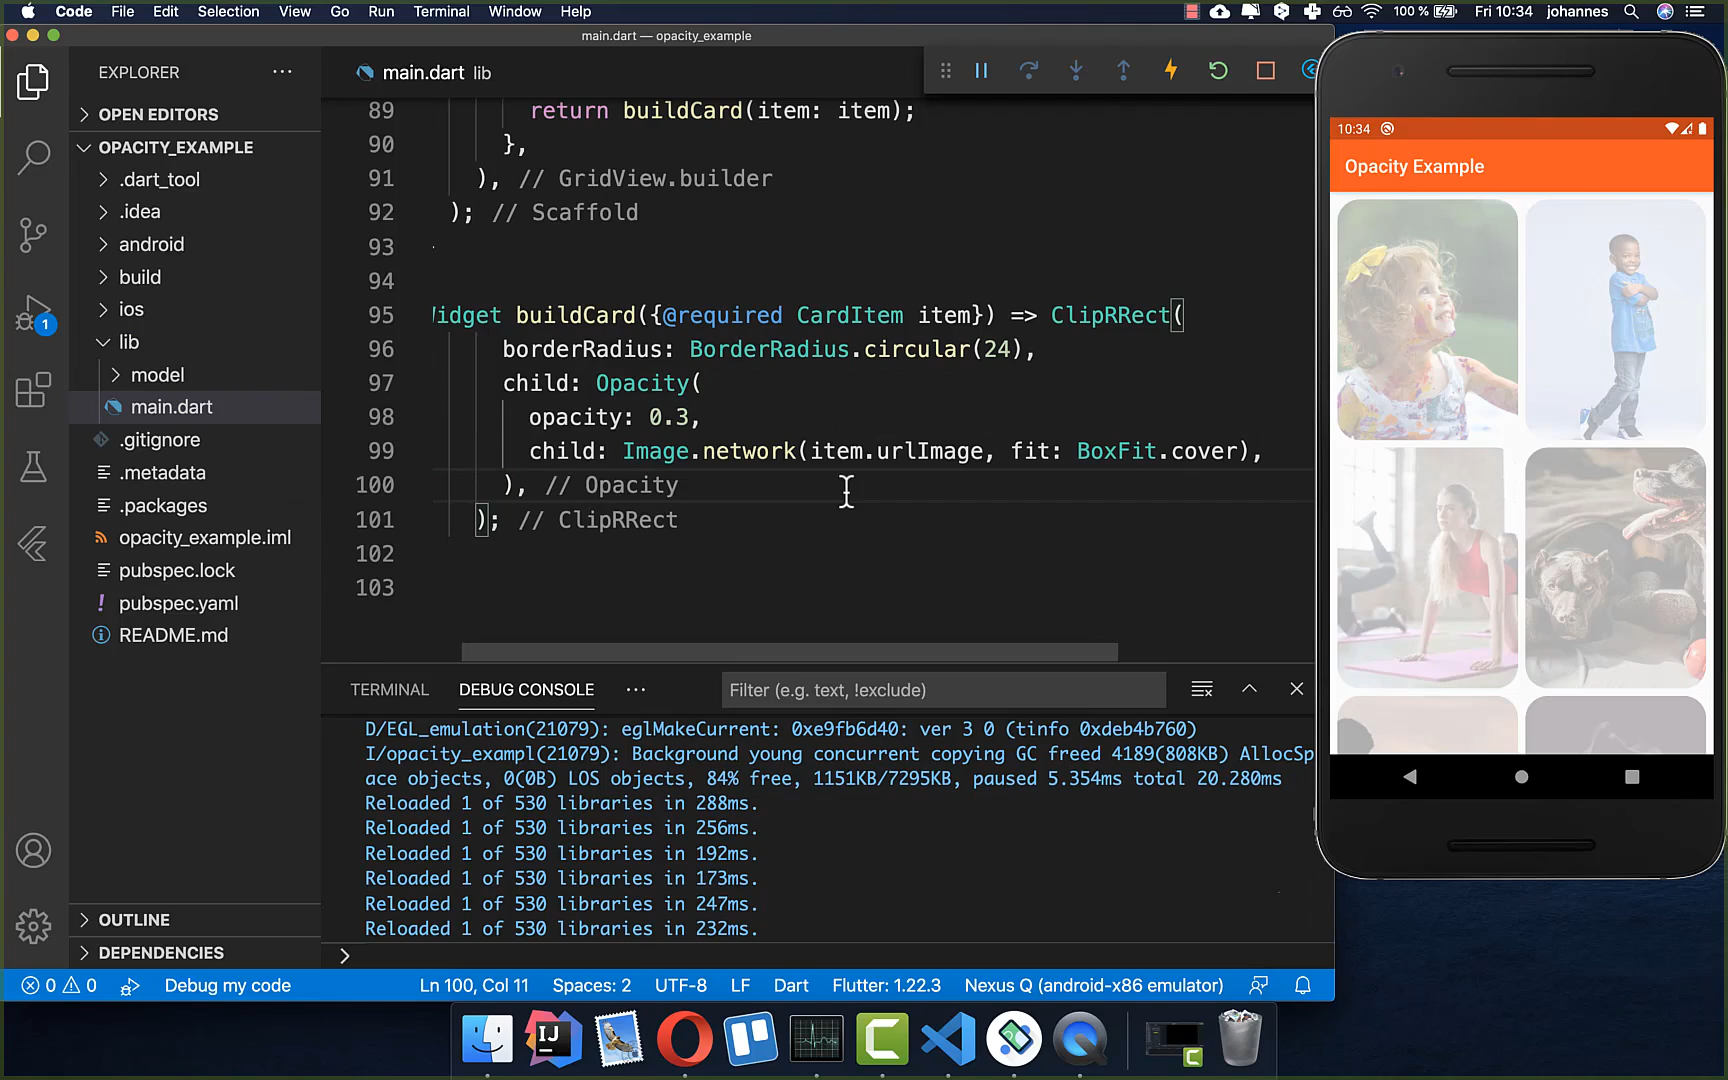 Code File Edit Selection View Go Run Terminal Window Help
100 % Fri 10:34 johannes
main.dart — opacity_example
EXPLORER
OPEN EDITORS
OPACITY_EXAMPLE
.dart_tool
.idea
android
build
ios
lib
model
main.dart
.gitignore
.metadata
.packages
opacity_example.iml
pubspec.lock
! pubspec.yaml
README.md
OUTLINE
DEPENDENCIES
1
main.dart lib
89 return buildCard(item: item);
90 },
91 ), // GridView.builder
92 ); // Scaffold
93
94
95 Widget buildCard({@required CardItem item}) => ClipRRect(
96 borderRadius: BorderRadius.circular(24),
97 child: Opacity(
98 opacity: 0.3,
99 child: Image.network(item.urlImage, fit: BoxFit.cover),
100 ), // Opacity
101 ); // ClipRRect
102
103
TERMINAL DEBUG CONSOLE
Filter (e.g. text, !exclude)
D/EGL_emulation(21079): eglMakeCurrent: 0xe9fb6d40: ver 3 0 (tinfo 0xdeb4b760)
I/opacity_exampl(21079): Background young concurrent copying GC freed 4189(808KB) AllocSp
ace objects, 0(0B) LOS objects, 84% free, 1151KB/7295KB, paused 5.354ms total 20.280ms
Reloaded 1 of 530 libraries in 288ms.
Reloaded 1 of 530 libraries in 256ms.
Reloaded 1 of 530 libraries in 192ms.
Reloaded 1 of 530 libraries in 173ms.
Reloaded 1 of 530 libraries in 247ms.
Reloaded 1 of 530 libraries in 232ms.
0 0 Debug my code Ln 100, Col 11 Spaces: 2 UTF-8 LF Dart Flutter: 1.22.3 Nexus Q (android-x86 emulator)
10:34
Opacity Example
IJ